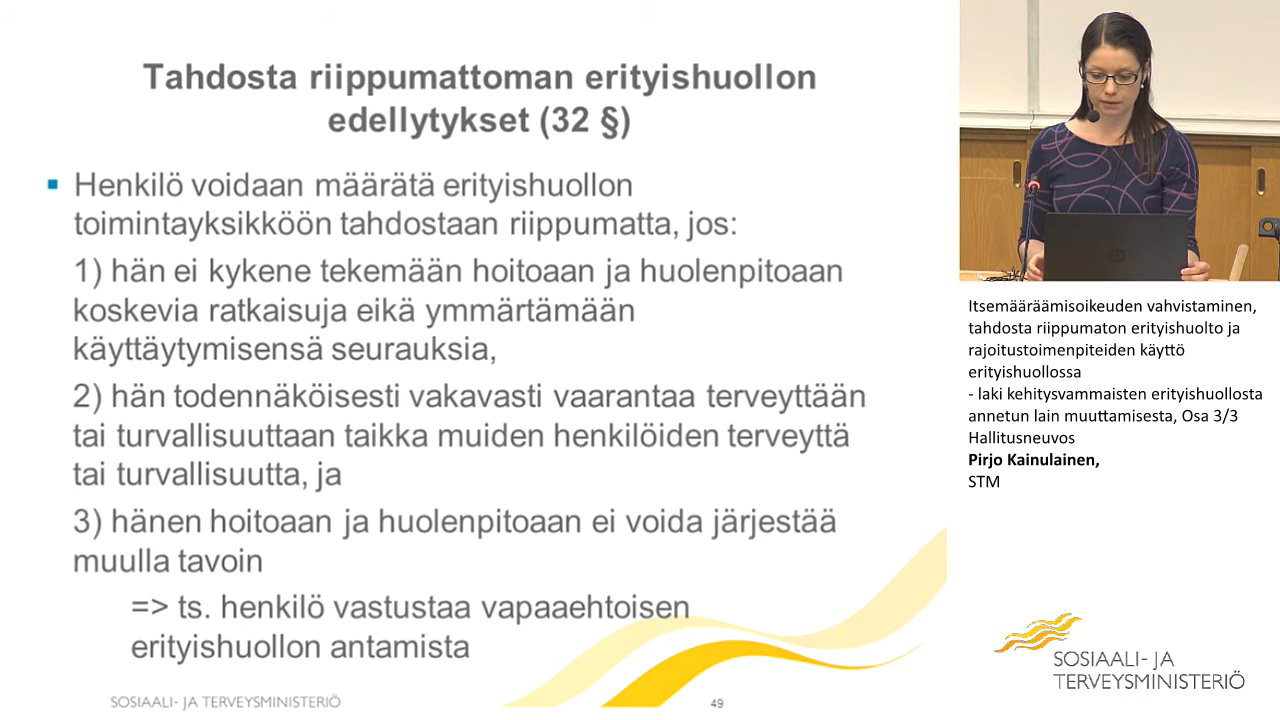 Tahdosta riippumattoman erityishuollon
edellytykset (32 §)
Henkilö voidaan määrätä erityishuollon
toimintayksikköön tahdostaan riippumatta, jos:
1) hän ei kykene tekemään hoitoaan ja huolenpitoaan
koskevia ratkaisuja eikä ymmärtämään
käyttäytymisensä seurauksia,
2) hän todennäköisesti vakavasti vaarantaa terveyttään
tai turvallisuuttaan taikka muiden henkilöiden terveyttä
tai turvallisuutta, ja
3) hänen hoitoaan ja huolenpitoaan ei voida järjestää
muulla tavoin
=> ts. henkilö vastustaa vapaaehtoisen
erityishuollon antamista
SOSIAALI- JA TERVEYSMINISTERIÖ
49
Itsemääräämisoikeuden vahvistaminen,
tahdosta riippumaton erityishuolto ja
rajoitustoimenpiteiden käyttö
erityishuollossa
- laki kehitysvammaisten erityishuollosta
annetun lain muuttamisesta, Osa 3/3
Hallitusneuvos
Pirjo Kainulainen,
STM
SOSIAALI- JA
TERVEYSMINISTERIÖ